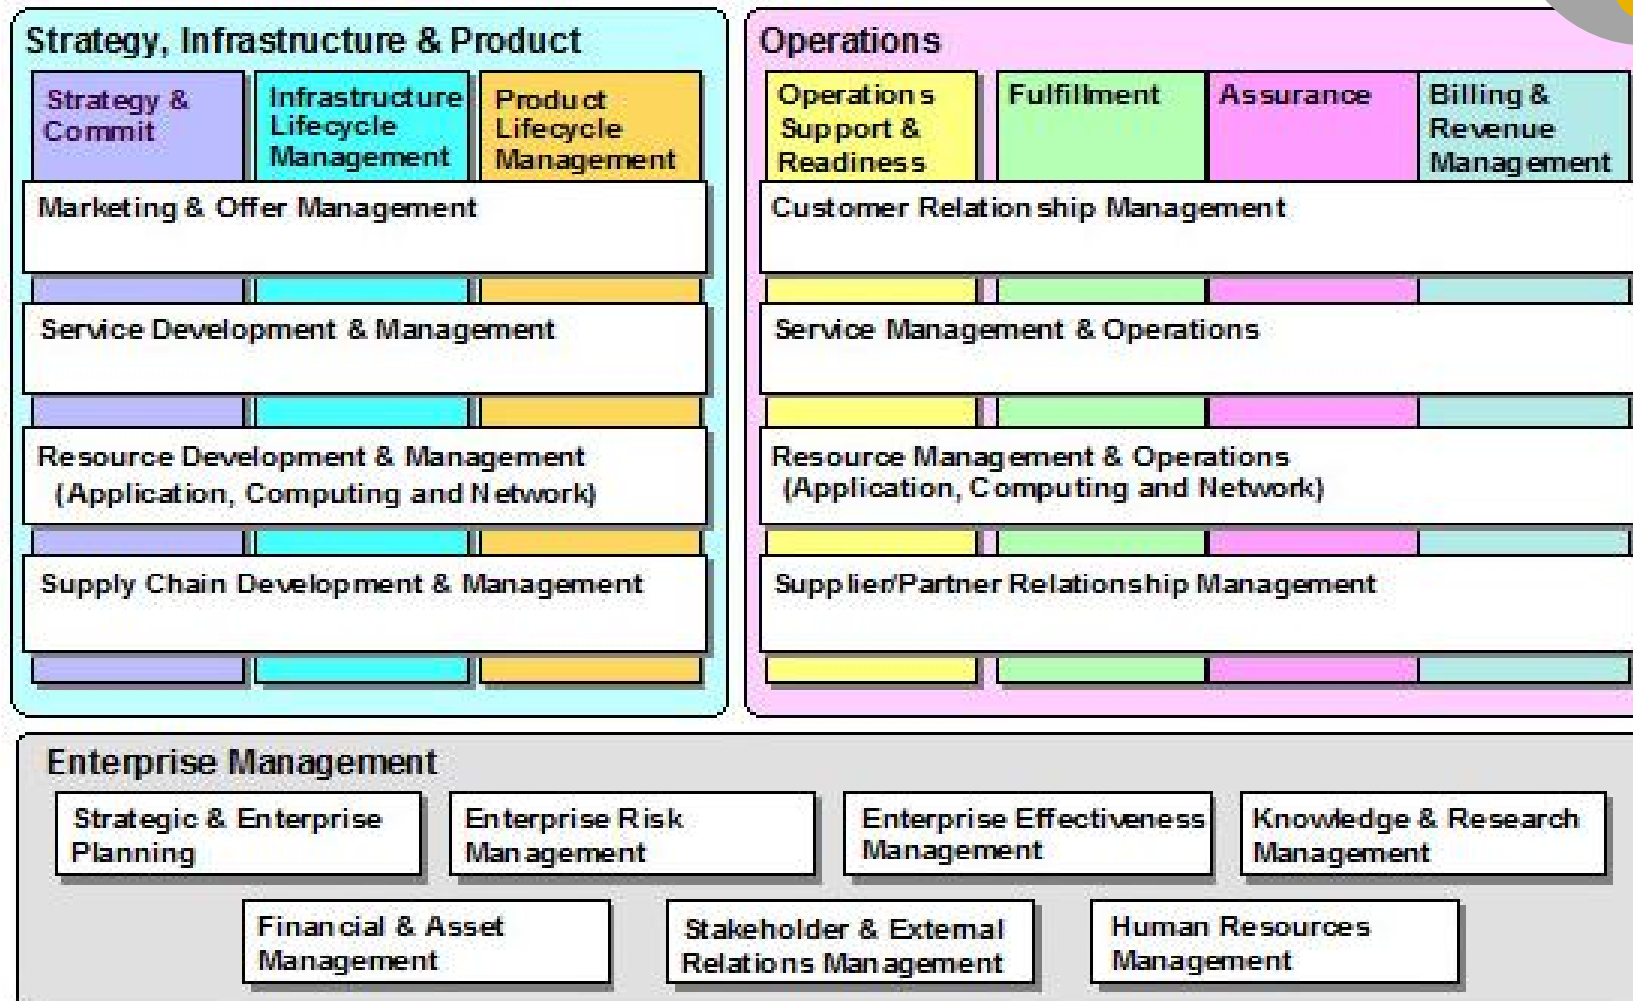 Strategy, Infrastructure & Product
Strategy &
Commit
Infrastructure
Lifecycle
Management
Product
Lifecycle
Management
Marketing & Offer Management
Service Development & Management
Resource Development & Management
(Application, Computing and Network)
Supply Chain Development & Management
Operations
Operations
Support &
Readiness
Fulfillment
Assurance
Billing &
Revenue
Management
Customer Relationship Management
Service Management & Operations
Resource Management & Operations
(Application, Computing and Network)
Supplier/Partner Relationship Management
Enterprise Management
Strategic & Enterprise
Planning
Enterprise Risk
Management
Enterprise Effectiveness
Management
Knowledge & Research
Management
Financial & Asset
Management
Stakeholder & External
Relations Management
Human Resources
Management